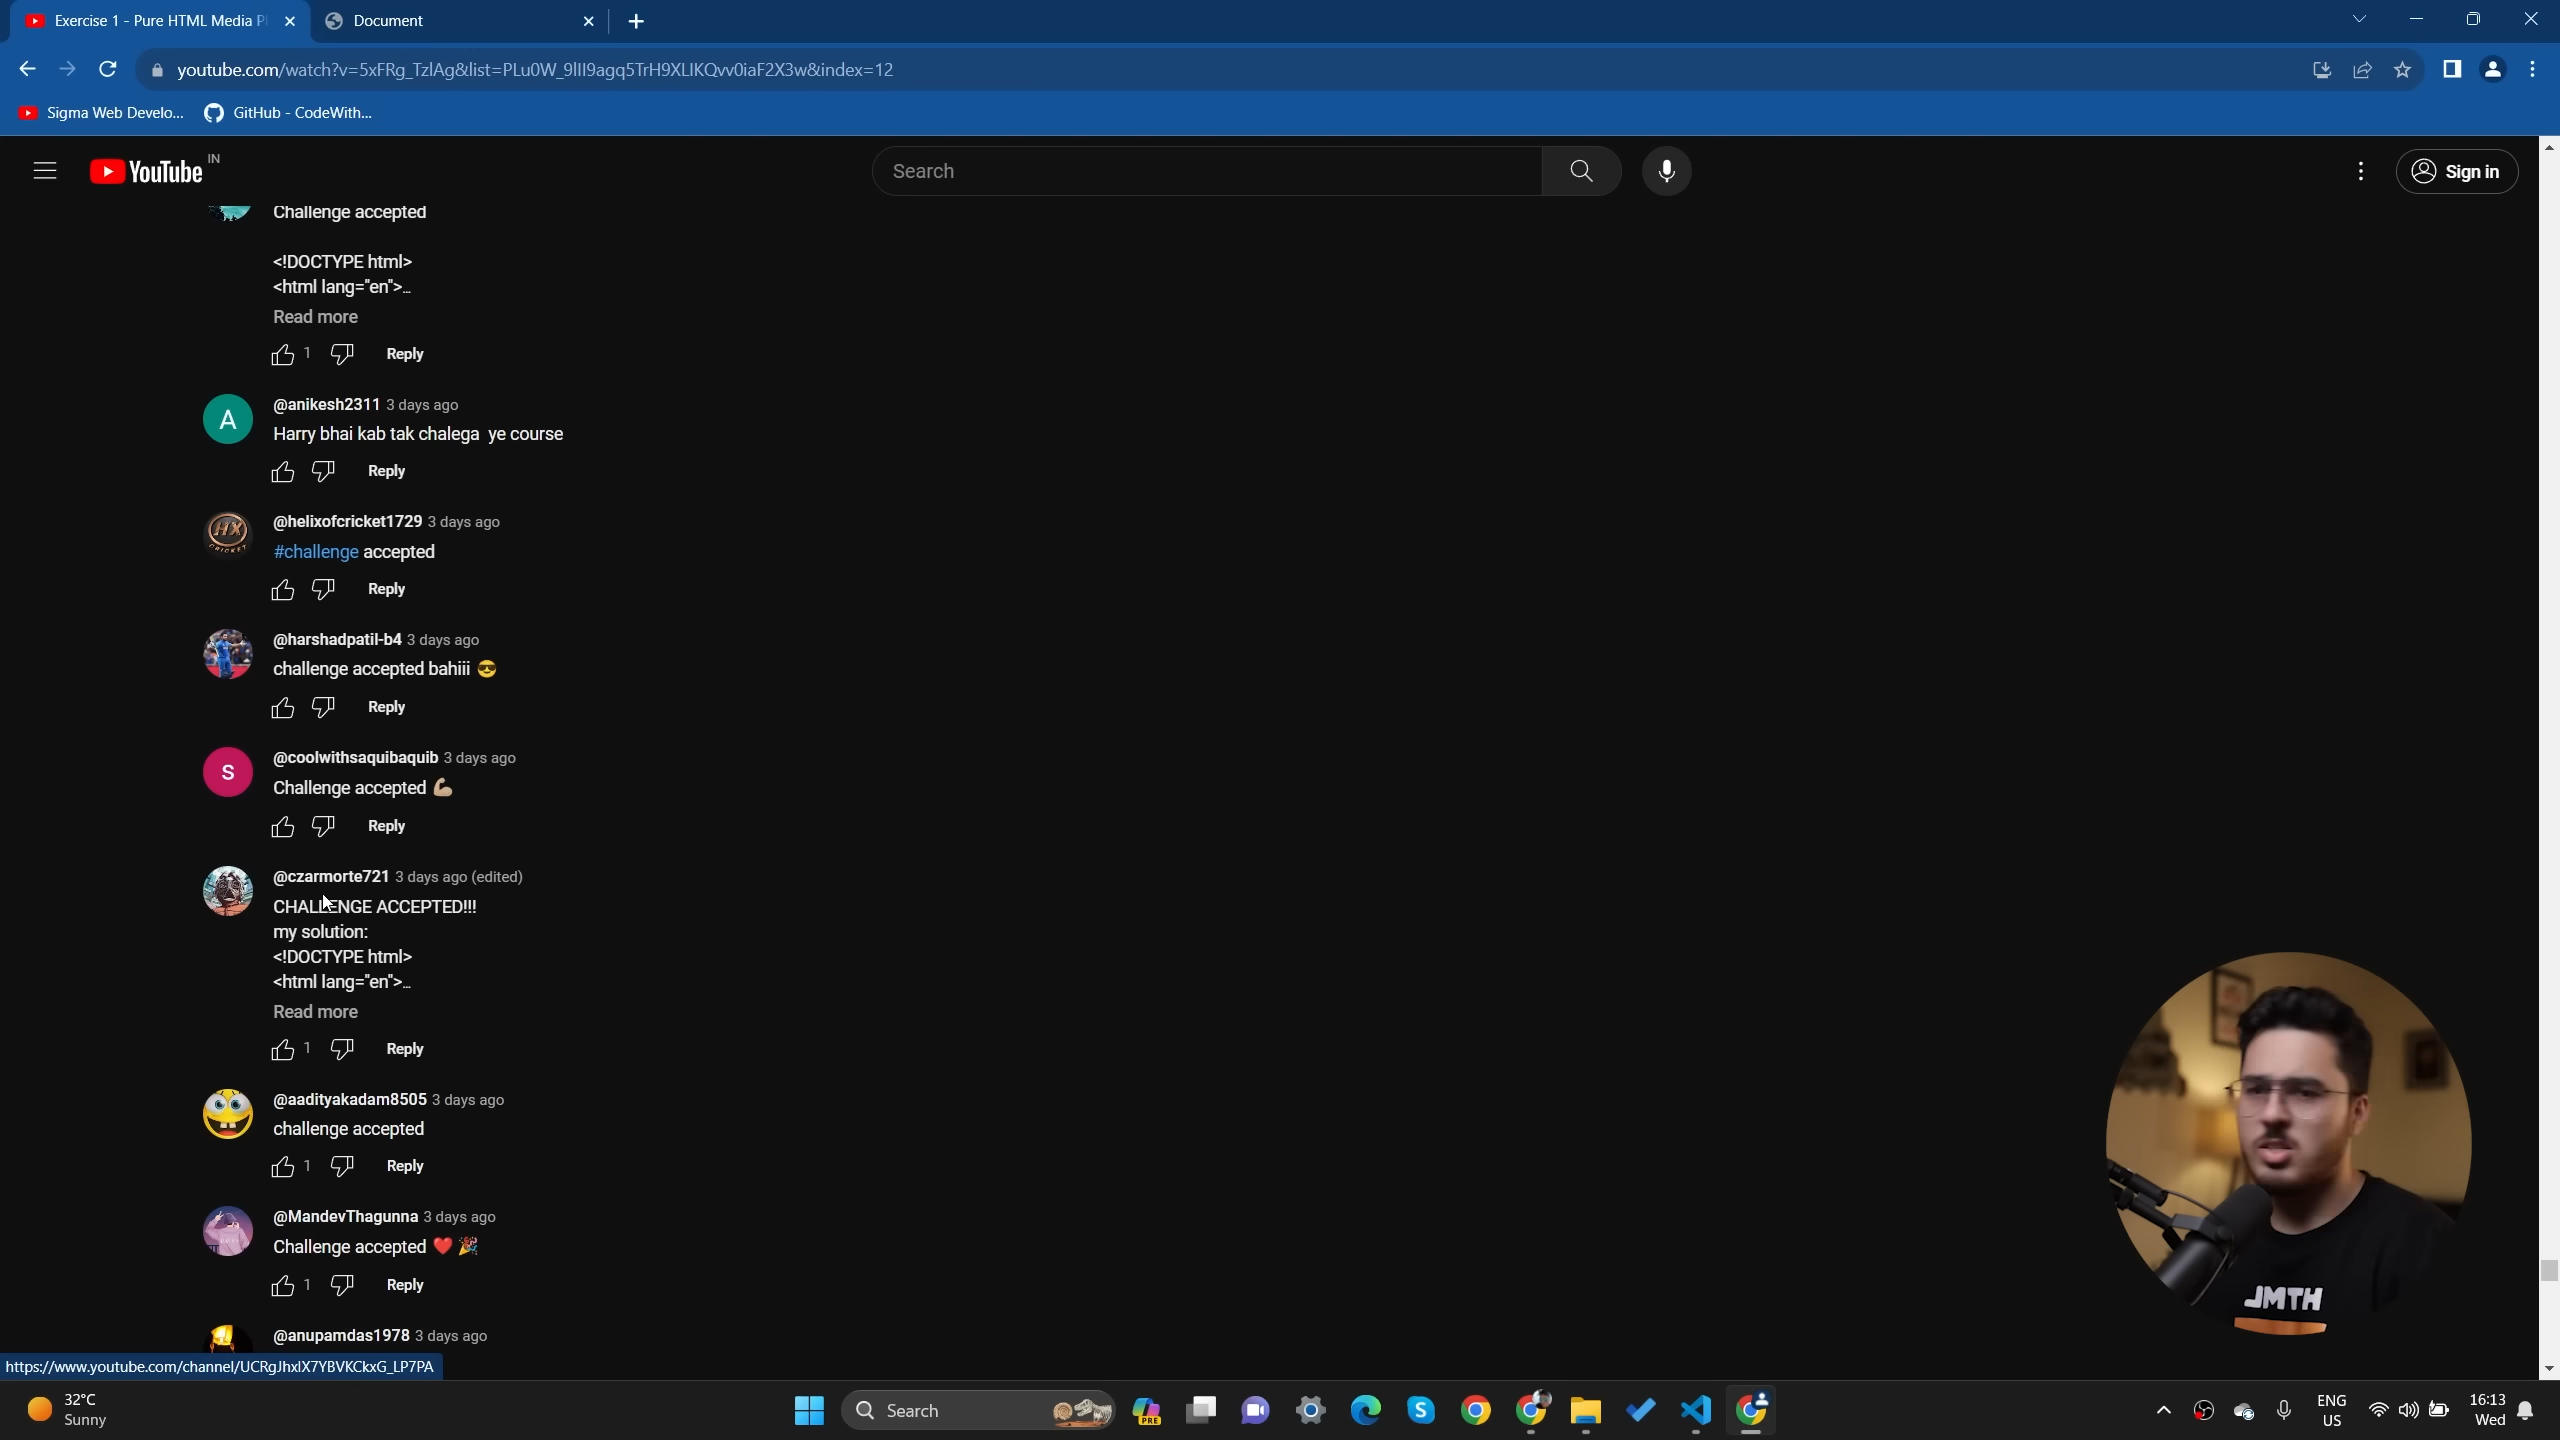 Exercise 1 - Pure HTML Media P
Document
youtube.com/watch?v=5xFRg_TzlAg&list=PLu0W_9lII9agq5TrH9XLIKQvv0iaF2X3w&index=12
Sigma Web Develo...
GitHub - CodeWith...
YouTube IN
Search
Sign in
Challenge accepted
<!DOCTYPE html>
<html lang="en">...
Read more
1 Reply
A
@anikesh2311 3 days ago
Harry bhai kab tak chalega ye course
Reply
HX
CRICKET
@helixofcricket1729 3 days ago
#challenge accepted
Reply
@harshadpatil-b4 3 days ago
challenge accepted bahiii 😎
Reply
S
@coolwithsaquibaquib 3 days ago
Challenge accepted 💪🏼
Reply
@czarmorte721 3 days ago (edited)
CHALLENGE ACCEPTED!!!
my solution:
<!DOCTYPE html>
<html lang="en">...
Read more
1 Reply
@aadityakadam8505 3 days ago
challenge accepted
1 Reply
@MandevThagunna 3 days ago
Challenge accepted ❤️ 🎉
1 Reply
@anupamdas1978 3 days ago
https://www.youtube.com/channel/UCRgJhxlX7YBVKCkxG_LP7PA
HTML
32°C
Sunny
Search
PRE
ENG
US
16:13
Wed